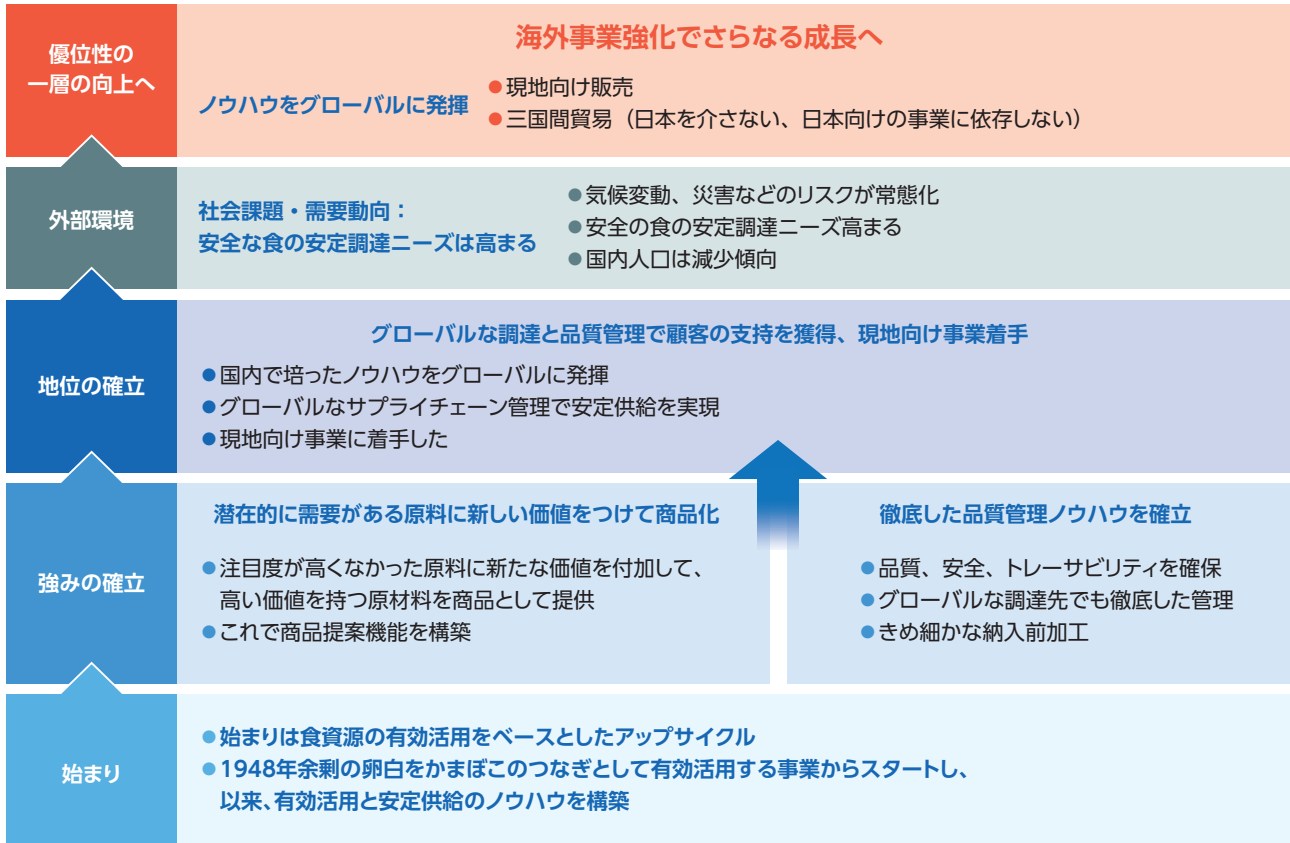 優位性の
一層の向上へ
海外事業強化でさらなる成長へ
ノウハウをグローバルに発揮
●現地向け販売
●三国間貿易（日本を介さない、日本向けの事業に依存しない）
外部環境
社会課題・需要動向：
安全な食の安定調達ニーズは高まる
●気候変動、災害などのリスクが常態化
●安全の食の安定調達ニーズ高まる
●国内人口は減少傾向
地位の確立
グローバルな調達と品質管理で顧客の支持を獲得、現地向け事業着手
●国内で培ったノウハウをグローバルに発揮
●グローバルなサプライチェーン管理で安定供給を実現
●現地向け事業に着手した
強みの確立
潜在的に需要がある原料に新しい価値をつけて商品化
●注目度が高くなかった原料に新たな価値を付加して、
高い価値を持つ原材料を商品として提供
●これで商品提案機能を構築
徹底した品質管理ノウハウを確立
●品質、安全、トレーサビリティを確保
●グローバルな調達先でも徹底した管理
●きめ細かな納入前加工
始まり
●始まりは食資源の有効活用をベースとしたアップサイクル
●1948年余剰の卵白をかまぼこのつなぎとして有効活用する事業からスタートし、
以来、有効活用と安定供給のノウハウを構築